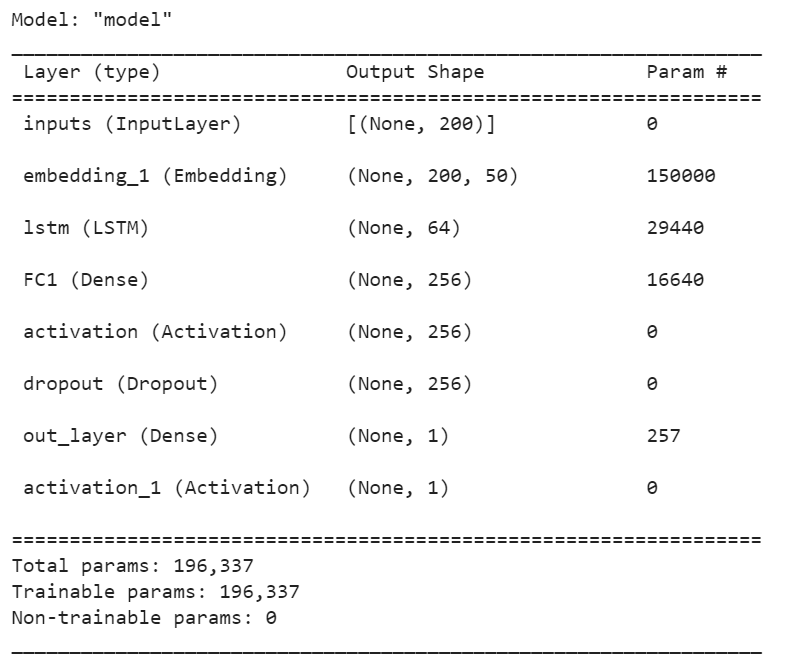 Model: "model"
Layer (type) Output Shape Param #
inputs (InputLayer) [(None, 200)] 0
embedding_1 (Embedding) (None, 200, 50) 150000
lstm (LSTM) (None, 64) 29440
FC1 (Dense) (None, 256) 16640
activation (Activation) (None, 256) 0
dropout (Dropout) (None, 256) 0
out_layer (Dense) (None, 1) 257
activation_1 (Activation) (None, 1) 0
Total params: 196,337
Trainable params: 196,337
Non-trainable params: 0